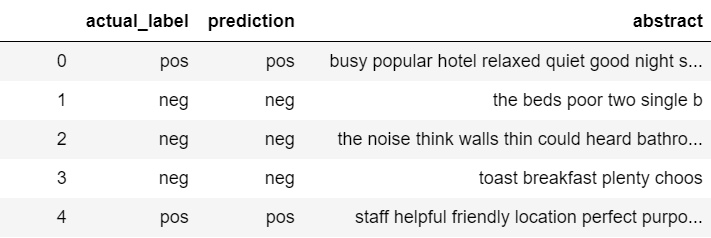 actual_label prediction abstract
0 pos pos busy popular hotel relaxed quiet good night s...
1 neg neg the beds poor two single b
2 neg neg the noise think walls thin could heard bathro...
3 neg neg toast breakfast plenty choos
4 pos pos staff helpful friendly location perfect purpo...